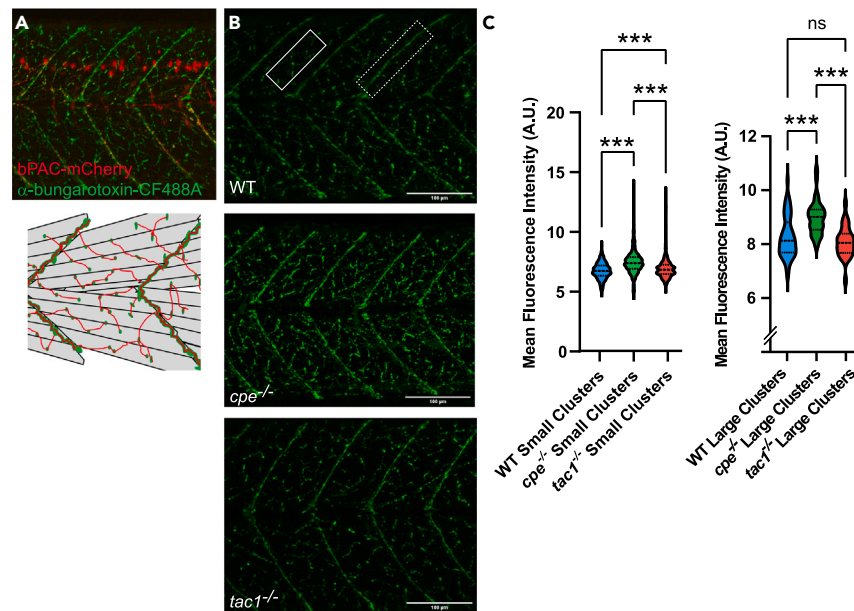 A
bPAC-mCherry
α-bungarotoxin-CF488A
B
WT
100 µm
cpe-/-
100 µm
tac1-/-
100 µm
C
***
***
***
Mean Fluorescence Intensity (A.U.)
20
15
10
5
0
WT Small Clusters
cpe-/- Small Clusters
tac1-/- Small Clusters
ns
***
***
Mean Fluorescence Intensity (A.U.)
12
10
8
6
WT Large Clusters
cpe-/- Large Clusters
tac1-/- Large Clusters